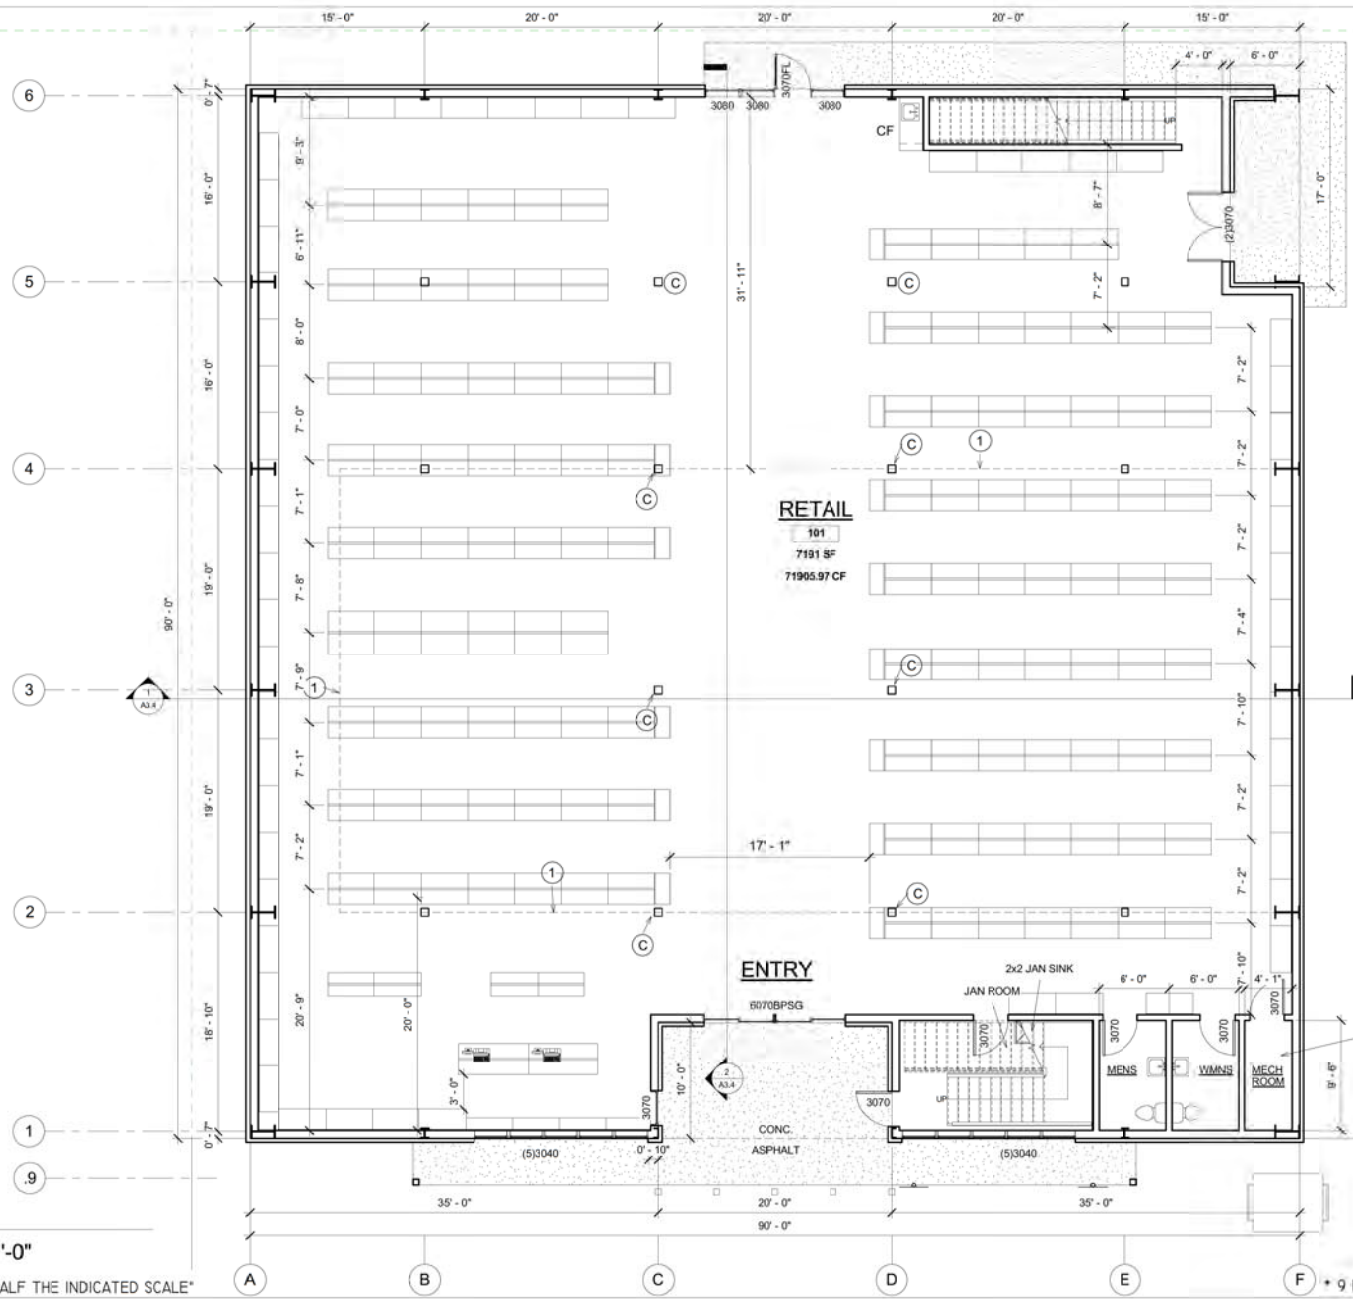 15' - 0"
20' - 0"
20' - 0"
20' - 0"
15' - 0"
4' - 0"
6' - 0"
6
0' - 7"
3080
3080
3070FL
3080
CF
UP
9' - 3"
16' - 0"
8' - 7"
17' - 0"
(2)3070
6' - 11"
31' - 11"
7' - 2"
5
C
C
8' - 0"
16' - 0"
7' - 2"
7' - 0"
C
1
7' - 2"
4
C
7' - 1"
RETAIL
101
7191 SF
71905.97 CF
7' - 2"
19' - 0"
7' - 8"
90' - 0"
7' - 4"
3
1
A3.4
1
7' - 9"
C
C
7' - 10"
7' - 1"
19' - 0"
7' - 2"
7' - 2"
17' - 1"
1
C
7' - 2"
2
C
ENTRY
2x2 JAN SINK
JAN ROOM
6' - 0"
6' - 0"
7' - 10"
4' - 1"
6070BPSG
20' - 9"
20' - 0"
18' - 10"
3070
3070
3070
3070
10' - 0"
2
A3.4
MENS
WMNS
MECH
ROOM
9' - 6"
3' - 0"
3070
3070
UP
1
0' - 7"
CONC.
ASPHALT
(5)3040
0' - 10"
(5)3040
.9
35' - 0"
20' - 0"
35' - 0"
90' - 0"
'-0"
A
B
C
D
E
F
ALF THE INDICATED SCALE"
* 9